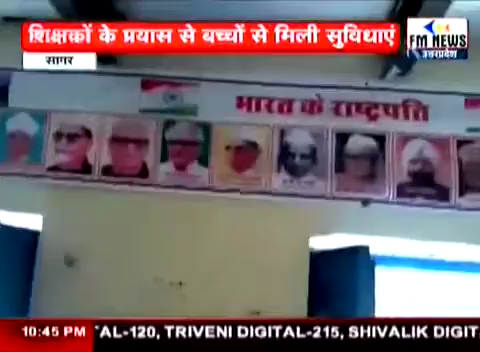 शिक्षकों के प्रयास से बच्चों से मिली सुविधाएं
FM NEWS
उत्तरप्रदेश
सागर
भारत के राष्ट्रपति
10:45 PM
AL-120, TRIVENI DIGITAL-215, SHIVALIK DIGIT